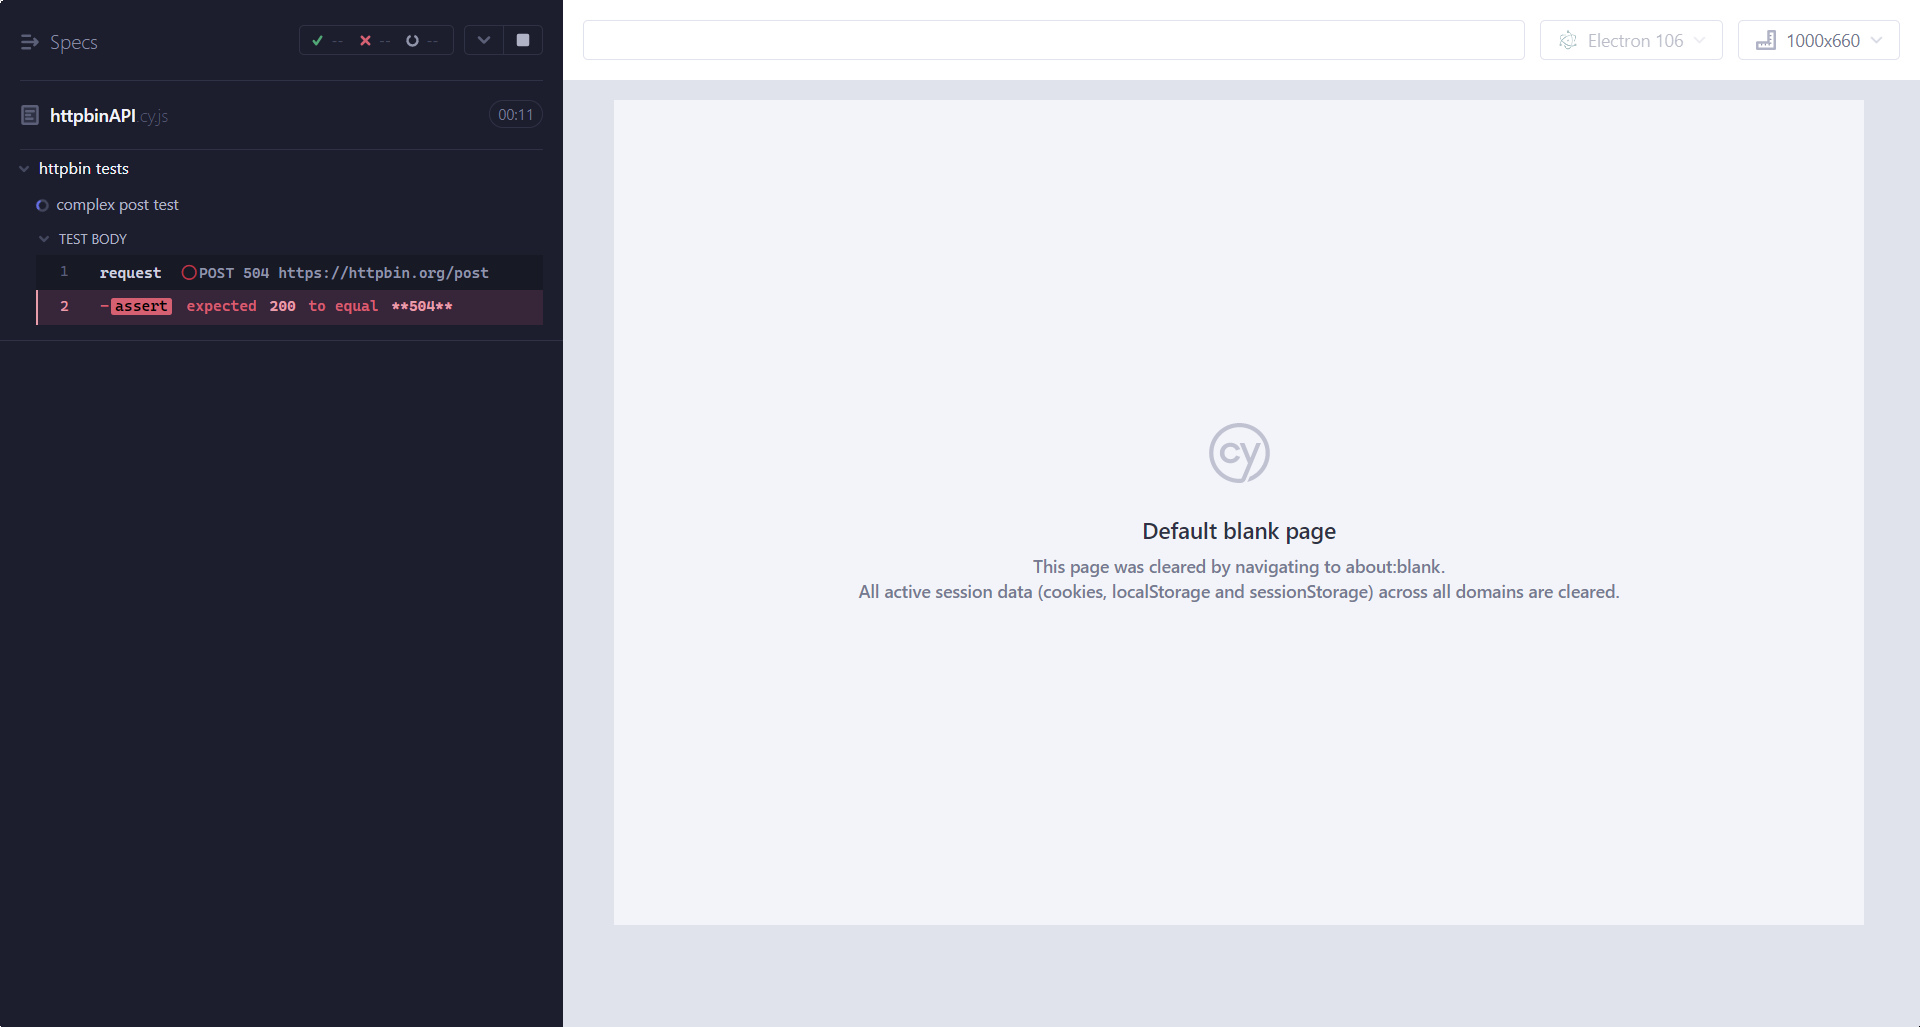 Specs
-- -- --
httpbinAPI cy.js
00:11
httpbin tests
complex post test
TEST BODY
1 request POST 504 https://httpbin.org/post
2 -assert expected 200 to equal **504**
Electron 106
1000x660
cy
Default blank page
This page was cleared by navigating to about:blank.
All active session data (cookies, localStorage and sessionStorage) across all domains are cleared.